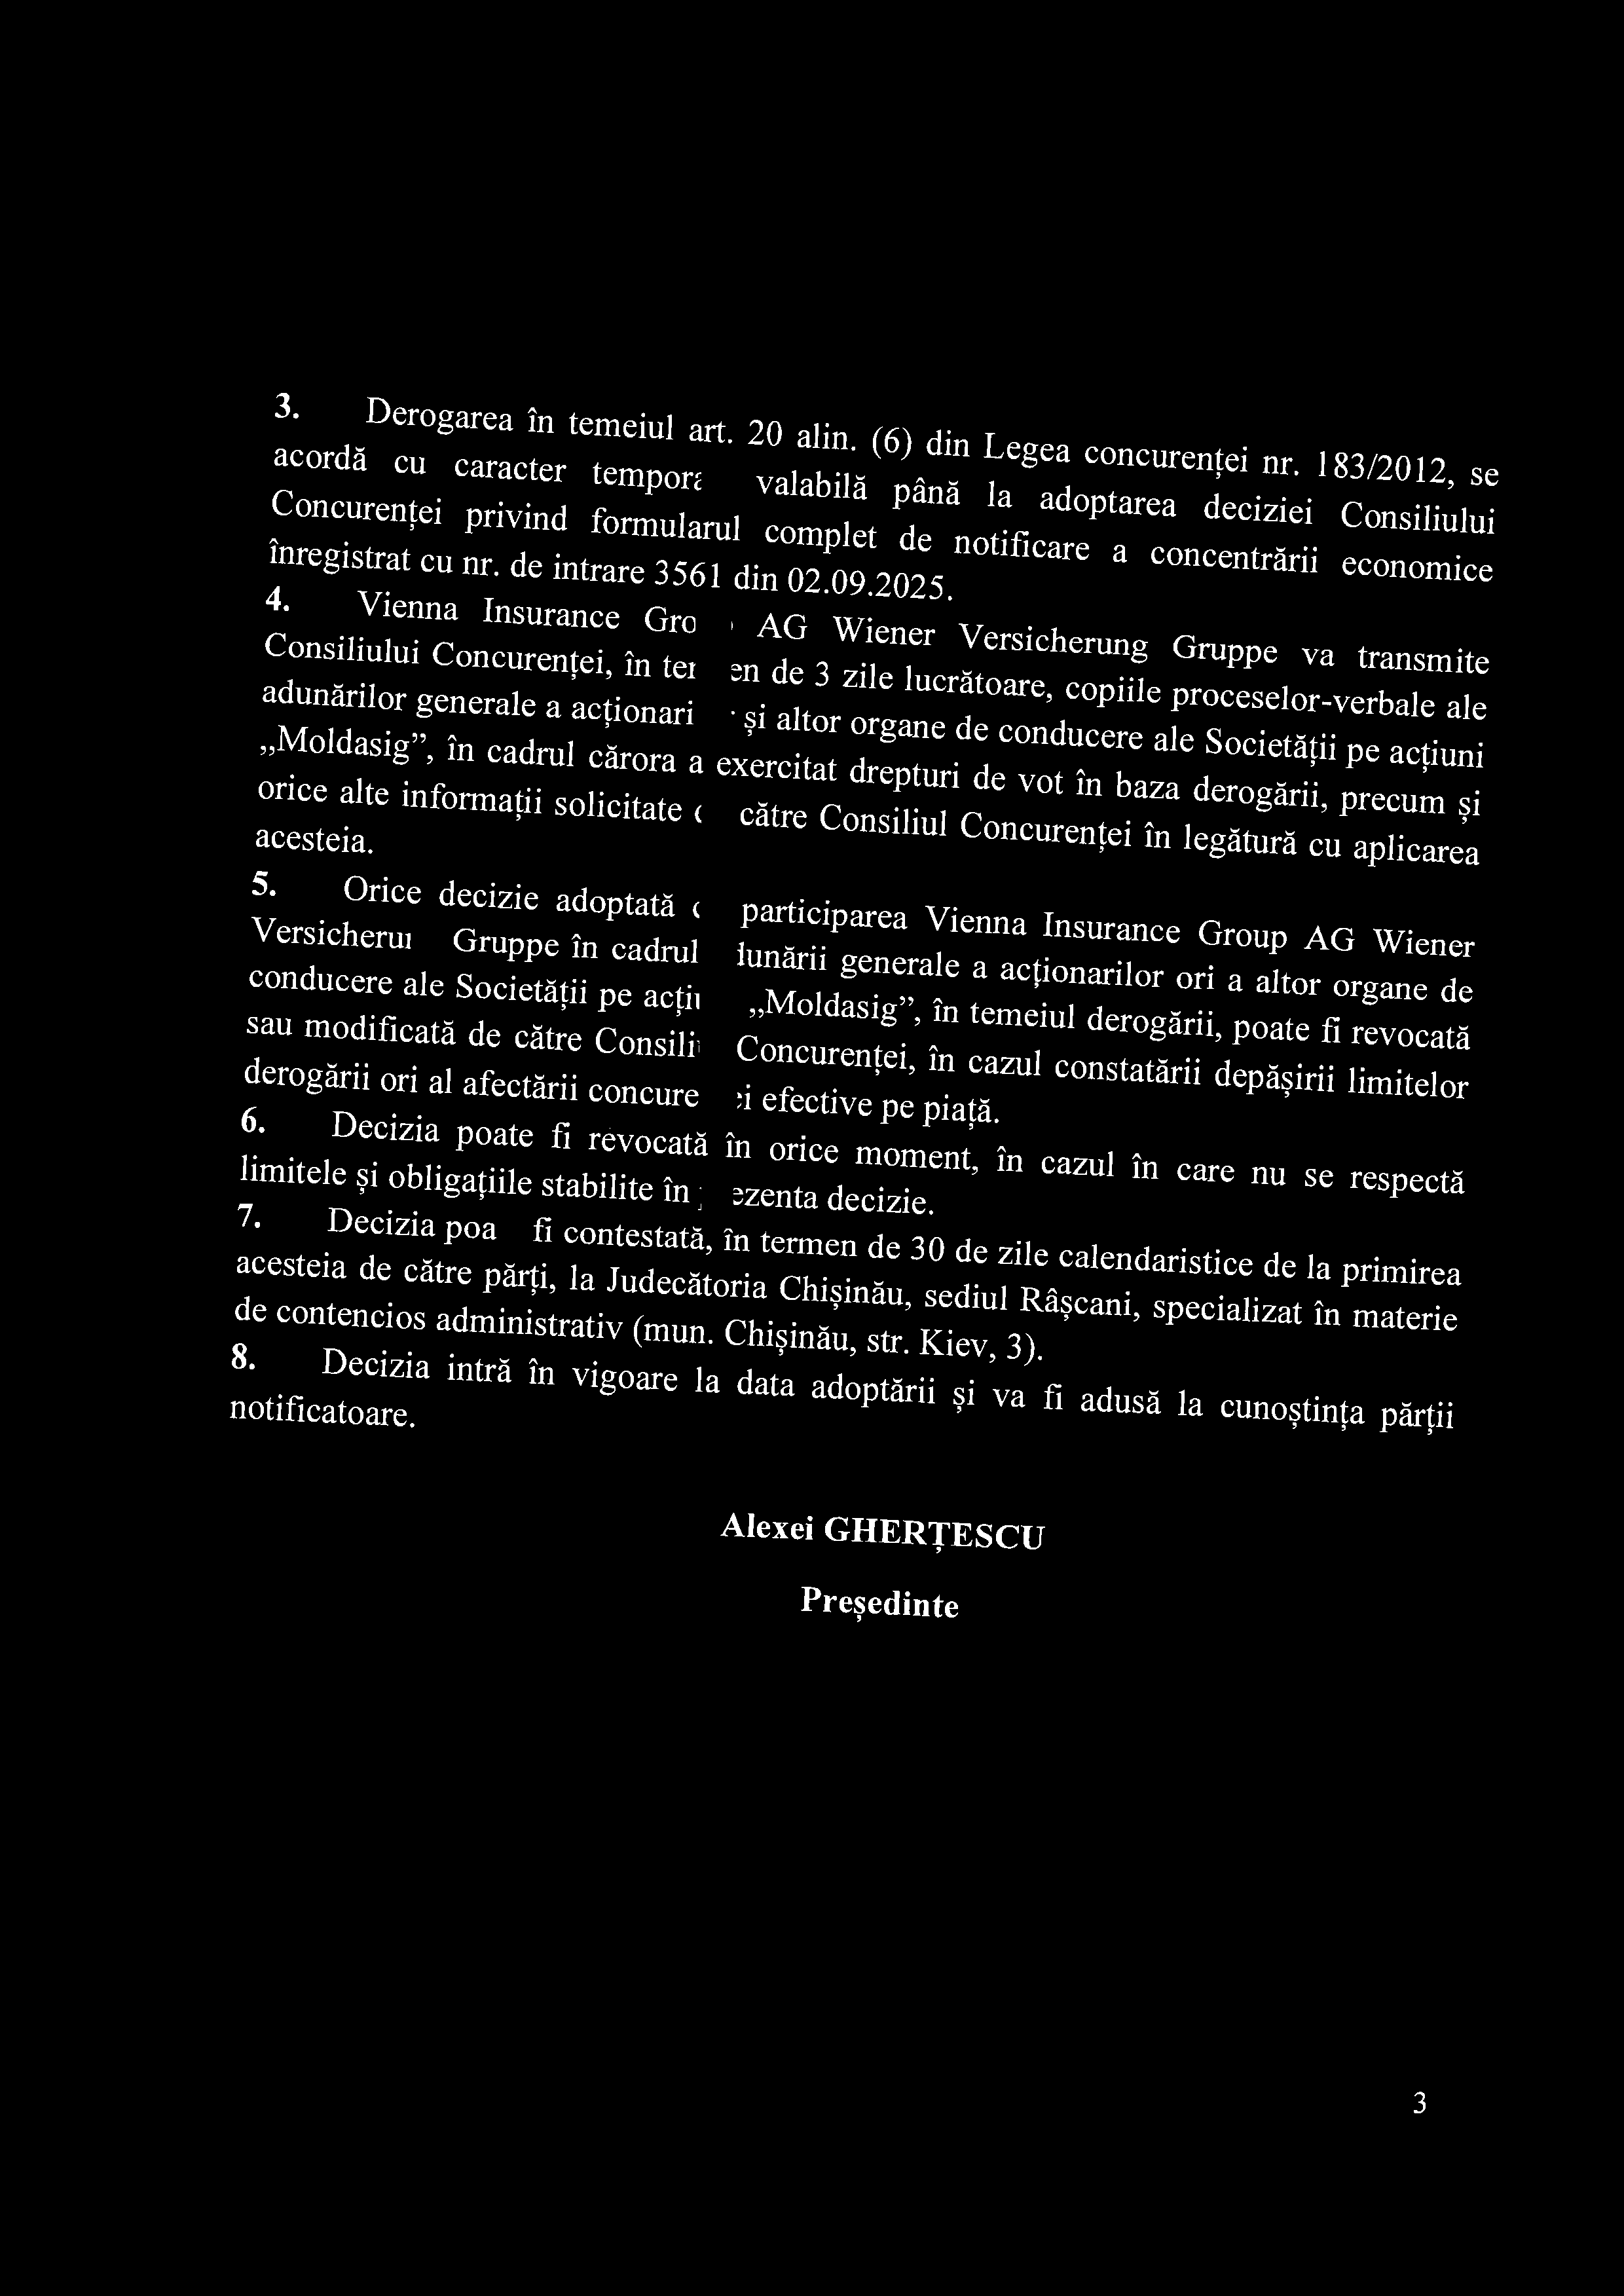 3. Derogarea în temeiul art. 20 alin. (6) din Legea concurenței nr. 183/2012, se
acordă cu caracter valabilă până la adoptarea deciziei Consiliului
Concurenței privind formularul complet de notificare a concentrării economice
înregistrat cu nr. de intrare 3561 din 02.09.2025.
4. Vienna Insurance AG Wiener Versicherung Gruppe va transmite
Consiliului Concurenței, în de 3 zile lucrătoare, copiile proceselor-verbale ale
adunărilor generale a și altor organe de conducere ale Societății pe acțiuni
„Moldasig”, în cadrul cărora a exercitat drepturi de vot în baza derogării, precum și
orice alte informații solicitate către Consiliul Concurenței în legătură cu aplicarea
acesteia.
5. Orice decizie adoptată participarea Vienna Insurance Group AG Wiener
Gruppe în cadrul generale a acționarilor ori a altor organe de
conducere ale Societății pe „Moldasig”, în temeiul derogării, poate fi revocată
sau modificată de către Concurenței, în cazul constatării depășirii limitelor
derogării ori al afectării efective pe piață.
6. Decizia poate fi revocată în orice moment, în cazul în care nu se respectă
limitele și obligațiile stabilite în decizie.
7. Decizia fi contestată, în termen de 30 de zile calendaristice de la primirea
acesteia de către părți, la Judecătoria Chișinău, sediul Râșcani, specializat în materie
de contencios administrativ (mun. Chișinău, str. Kiev, 3).
8. Decizia intră în vigoare la data adoptării și va fi adusă la cunoștința părții
notificatoare.
Alexei GHERȚESCU
Președinte
3